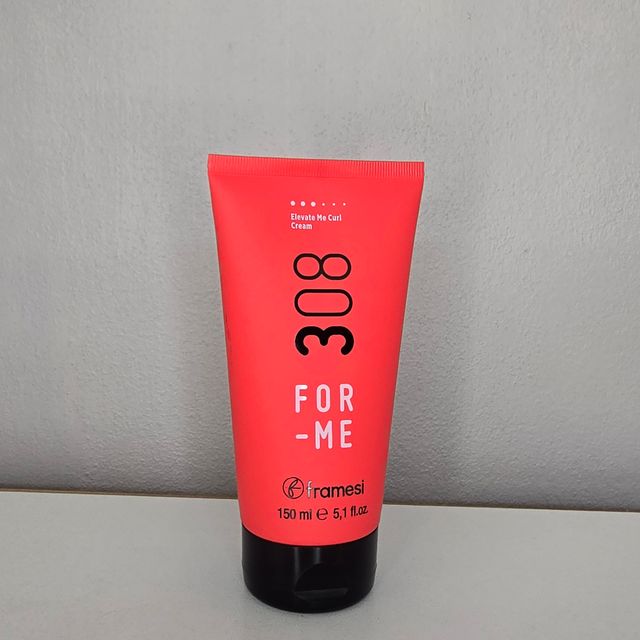 Elevate Me Curl
Cream
308
FOR
-ME
framesi
150 ml e 5,1 fl.oz.